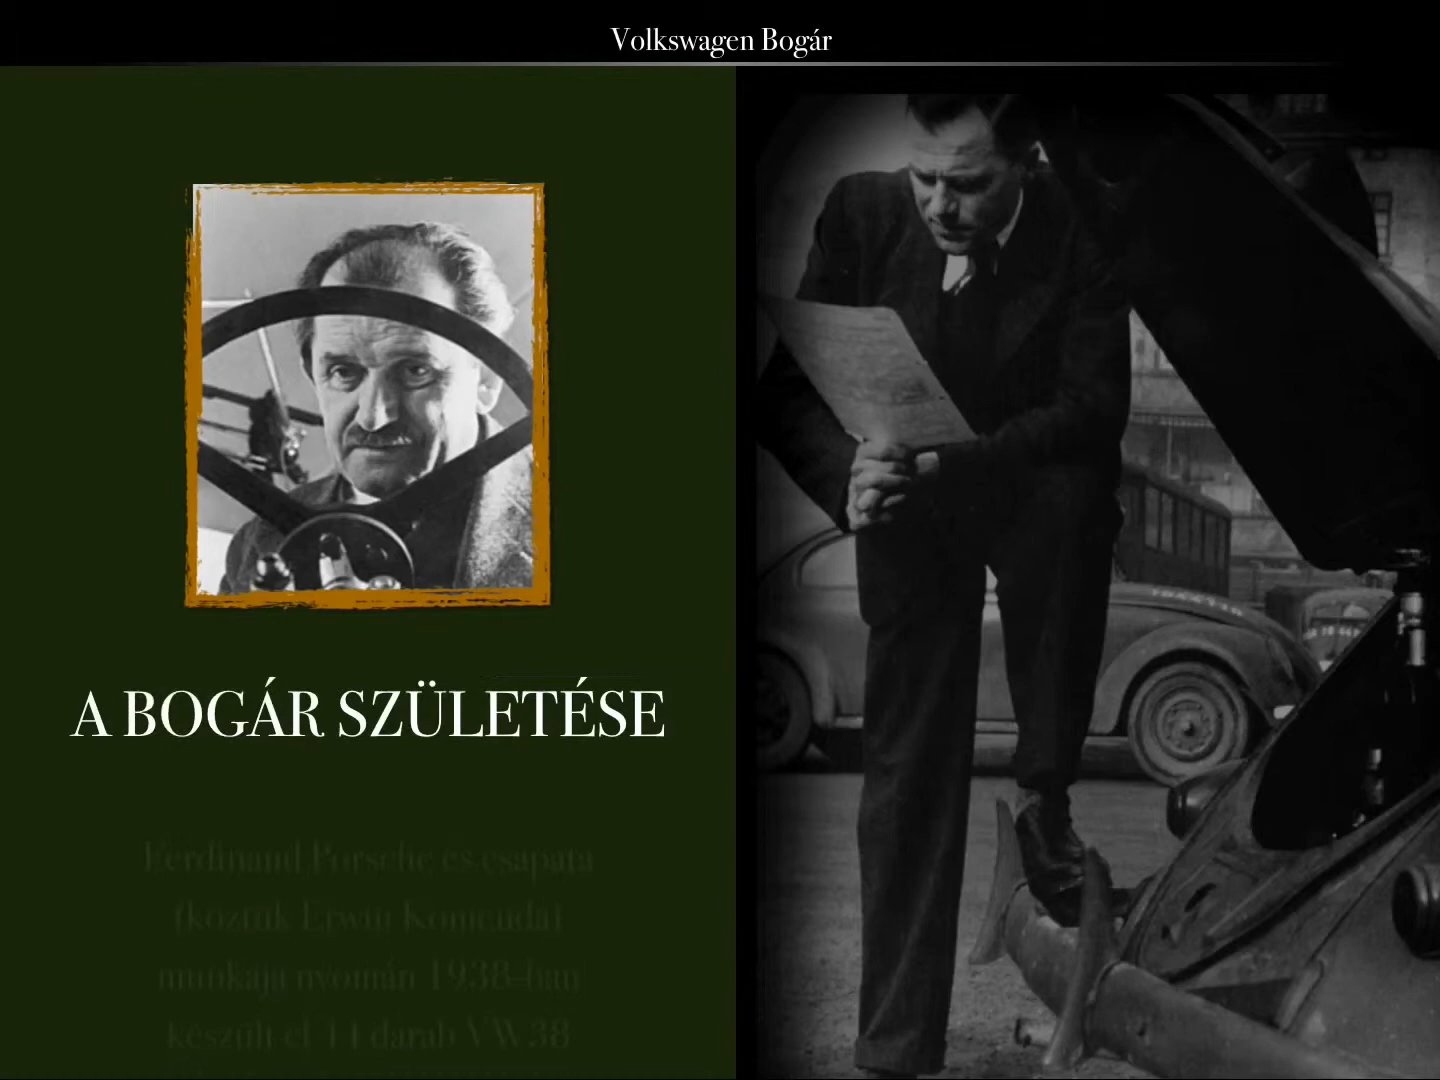 Volkswagen Bogár
A BOGÁR SZÜLETÉSE
Ferdinand Porsche és csapata
(köztük Erwin Komenda)
munkája nyomán 1938-ban
készült el 44 darab VW38